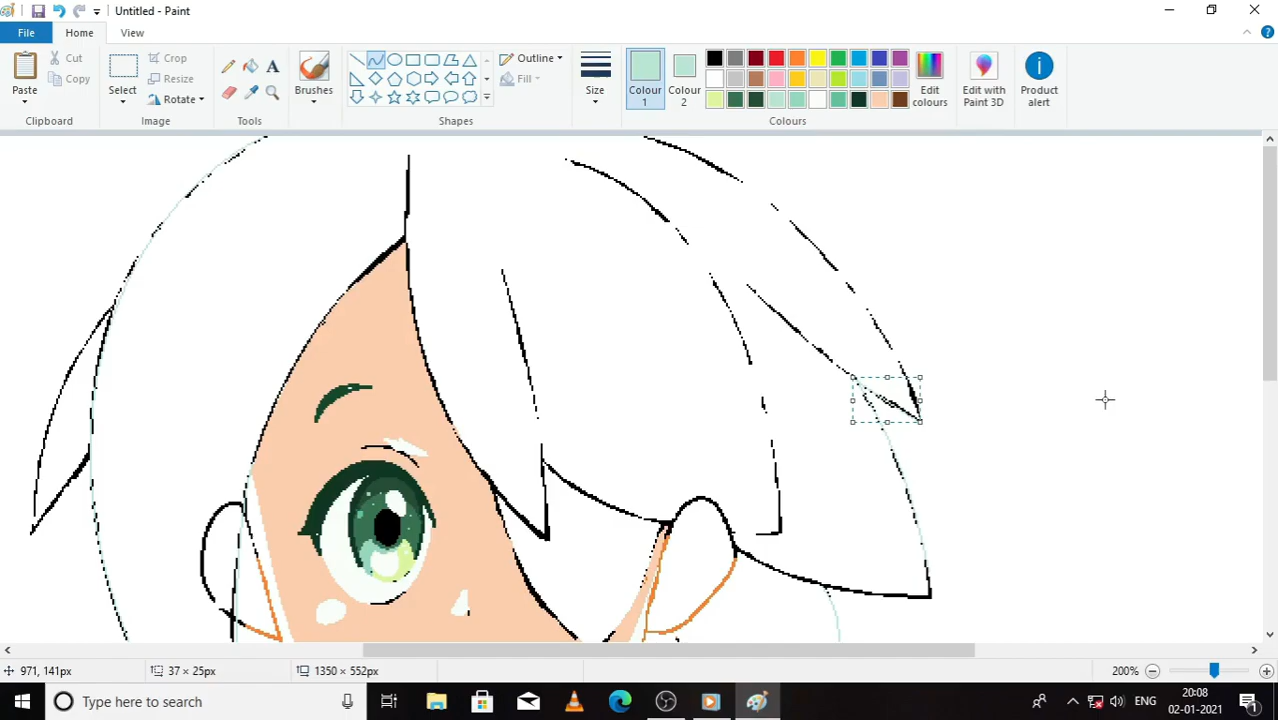 Untitled - Paint
File
Home
View
Paste
Cut
Copy
Clipboard
Select
Crop
Resize
Rotate
Image
A
Tools
Brushes
Shapes
Outline
Fill
Size
Colour 1
Colour 2
Edit colours
Edit with Paint 3D
Product alert
Colours
971, 141px
37 × 25px
1350 × 552px
200%
Type here to search
ENG
20:08
02-01-2021
1